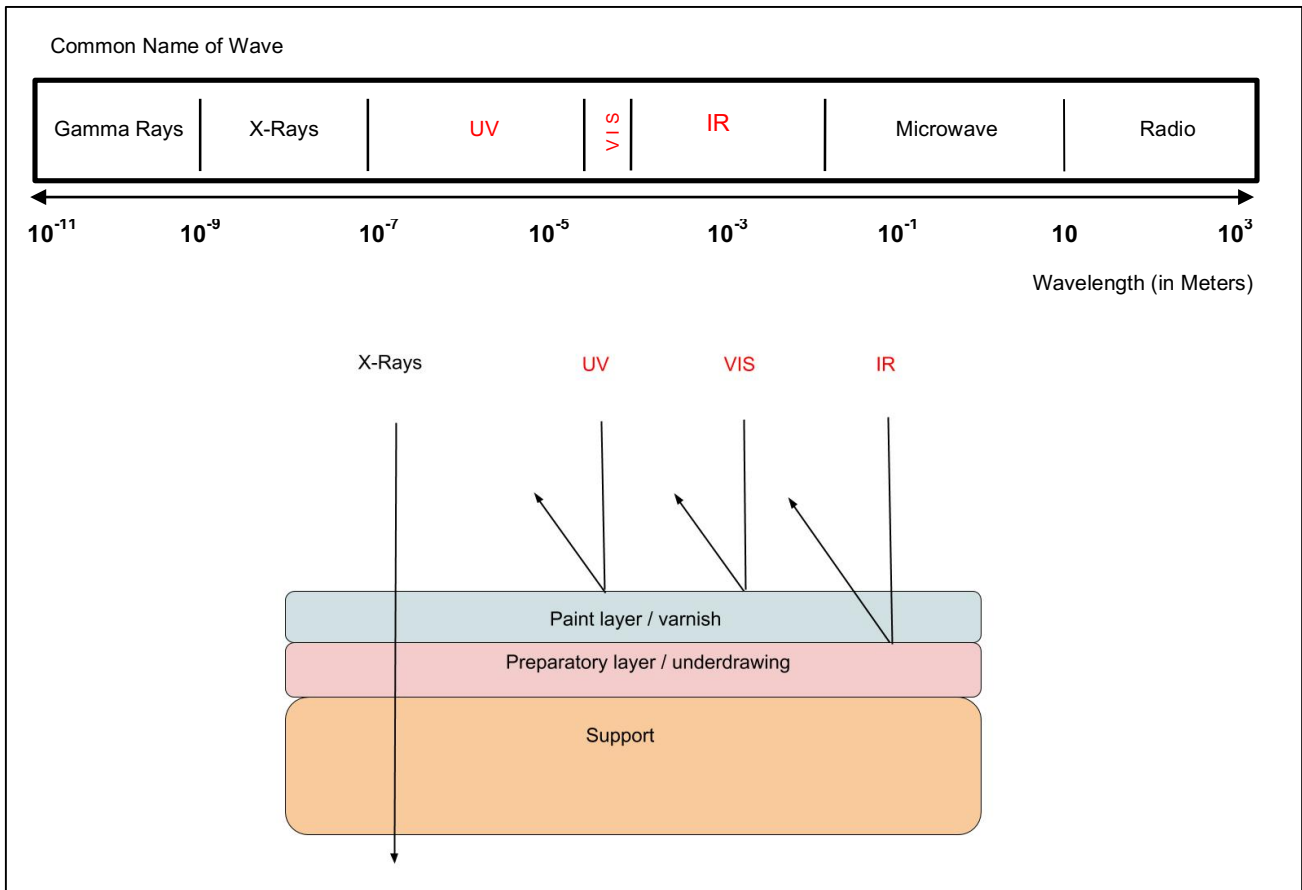 Common Name of Wave
Gamma Rays X-Rays UV VIS IR Microwave Radio
10⁻¹¹ 10⁻⁹ 10⁻⁷ 10⁻⁵ 10⁻³ 10⁻¹ 10 10³
Wavelength (in Meters)
X-Rays UV VIS IR
Paint layer / varnish
Preparatory layer / underdrawing
Support